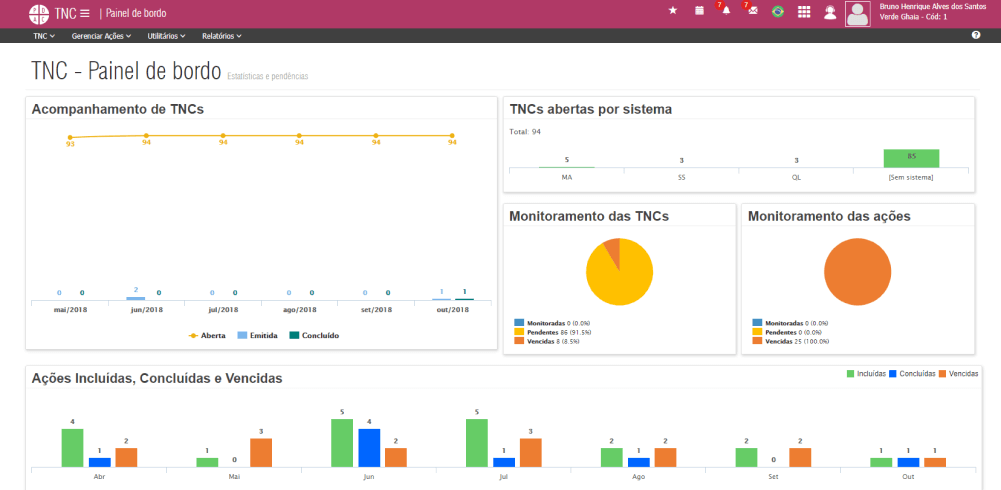 TNC | Painel de bordo
7 7
Bruno Henrique Alves dos Santos
Verde Ghaia - Cód: 1
TNC Gerenciar Ações Utilitários Relatórios
TNC - Painel de bordo Estatísticas e pendências
Acompanhamento de TNCs
93 94 94 94 94 94
0 0 2 0 0 0 0 0 0 0 1 1
mai/2018 jun/2018 jul/2018 ago/2018 set/2018 out/2018
Aberta Emitida Concluído
TNCs abertas por sistema
Total: 94
5 3 3 85
MA SS QL [Sem sistema]
Monitoramento das TNCs
Monitoradas 0 (0.0%)
Pendentes 86 (91.5%)
Vencidas 8 (8.5%)
Monitoramento das ações
Monitoradas 0 (0.0%)
Pendentes 0 (0.0%)
Vencidas 25 (100.0%)
Ações Incluídas, Concluídas e Vencidas
Incluídas Concluídas Vencidas
4 1 2 1 0 3 5 4 2 5 1 3 2 1 2 2 0 2 1 1 1
Abr Mai Jun Jul Ago Set Out